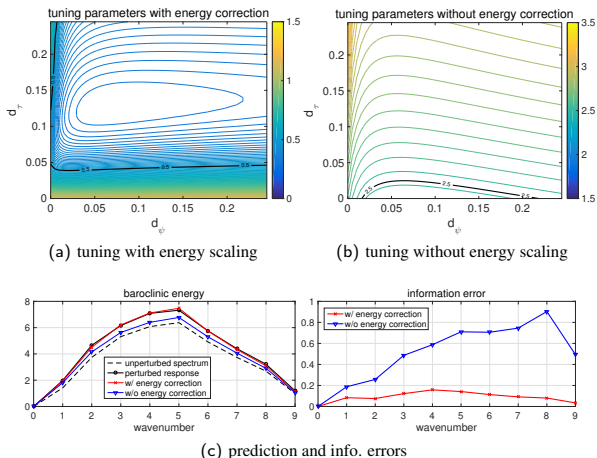 tuning parameters with energy correction
tuning parameters without energy correction
0.2
0.15
0.1
0.05
0
d_τ
0 0.05 0.1 0.15 0.2
d_ψ
0.5
0.5
0.5
1.5
1
0.5
0
0.2
0.15
0.1
0.05
0
d_τ
0 0.05 0.1 0.15 0.2
d_ψ
2.5
2.5
2.5
3.5
3
2.5
2
1.5
(a) tuning with energy scaling
(b) tuning without energy scaling
baroclinic energy
8
6
4
2
0
unperturbed spectrum
perturbed response
w/ energy correction
w/o energy correction
0 1 2 3 4 5 6 7 8 9
wavenumber
information error
1
0.8
0.6
0.4
0.2
0
w/ energy correction
w/o energy correction
0 1 2 3 4 5 6 7 8 9
wavenumber
(c) prediction and info. errors